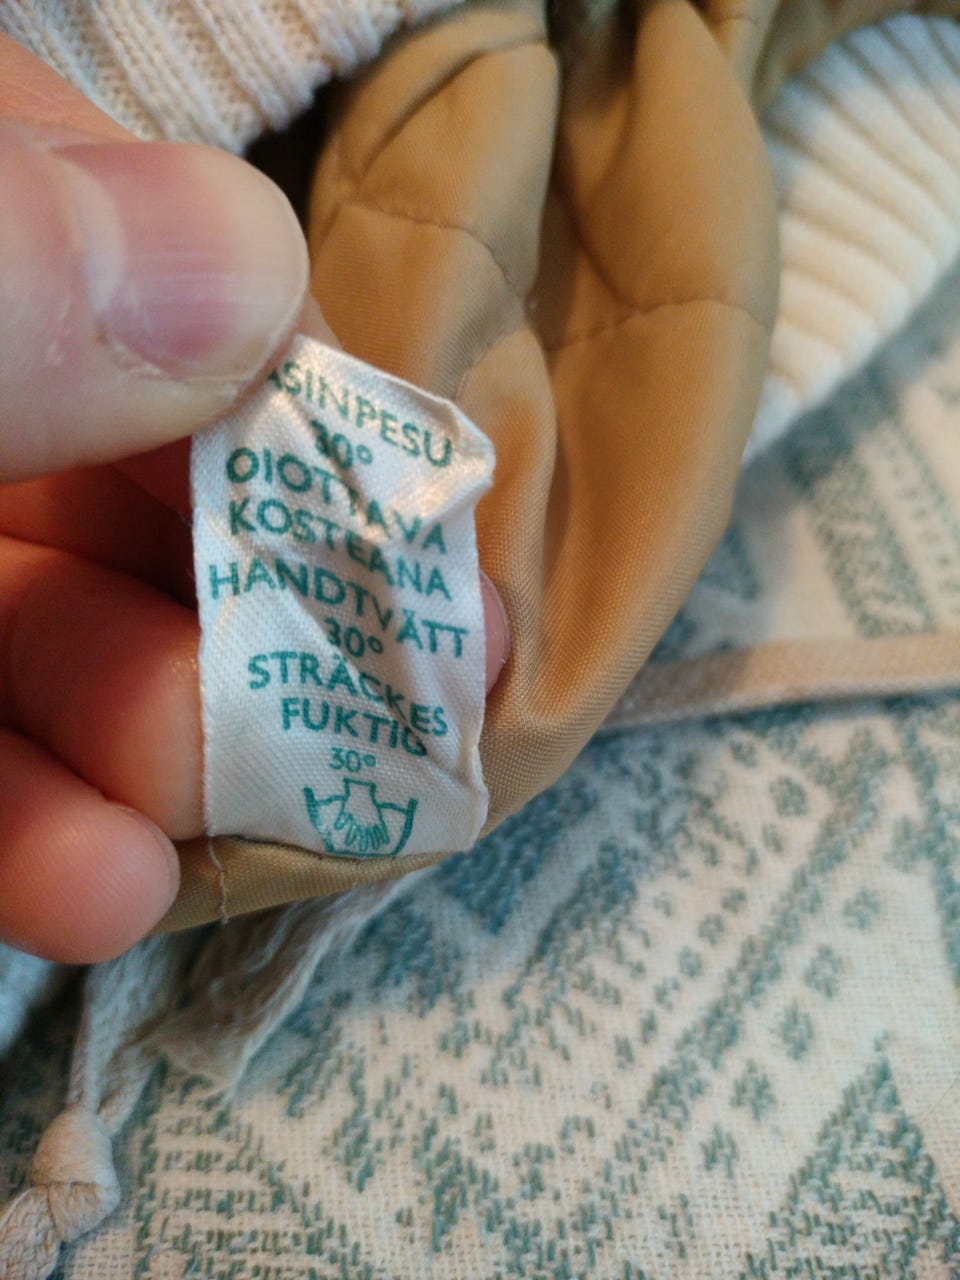 ASINPESU
30°
OIOTTAVA
KOSTEANA
HANDTVÄTT
30°
STRÄCKES
FUKTIG
30°